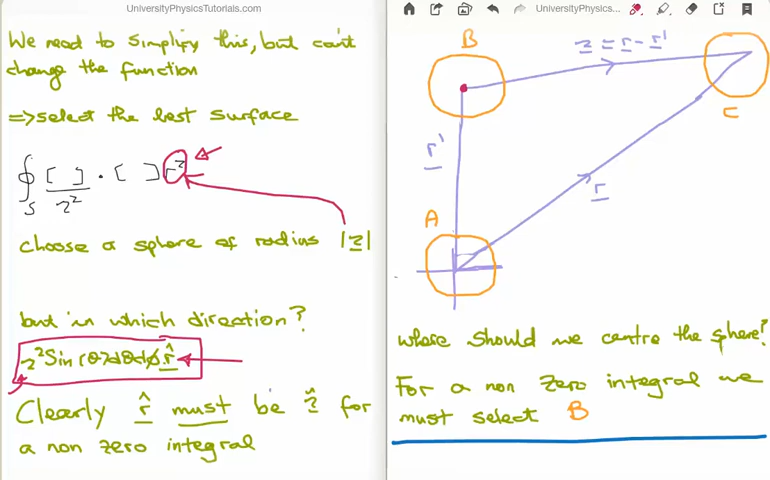 UniversityPhysicsTutorials.com
We need to simplify this, but can't
change the function
=> select the best surface
∮ [ ] · [ ] r²
S 𝓇²
choose a sphere of radius |𝓇|
but in which direction?
𝓇² Sin(θ)dθdϕ r̂
Clearly r̂ must be 𝓇̂ for
a non zero integral
UniversityPhysics...
B
𝓇 = r - r'
C
r'
r
A
where should we centre the sphere?
For a non zero integral we
must select B